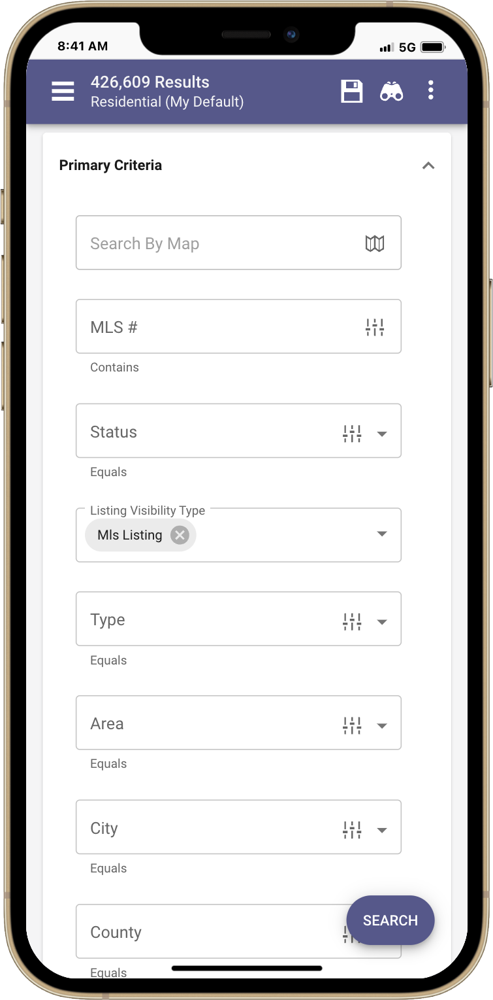 8:41 AM
5G
426,609 Results
Residential (My Default)
Primary Criteria
Search By Map
MLS #
Contains
Status
Equals
Listing Visibility Type
Mls Listing
Type
Equals
Area
Equals
City
Equals
County
SEARCH
Equals